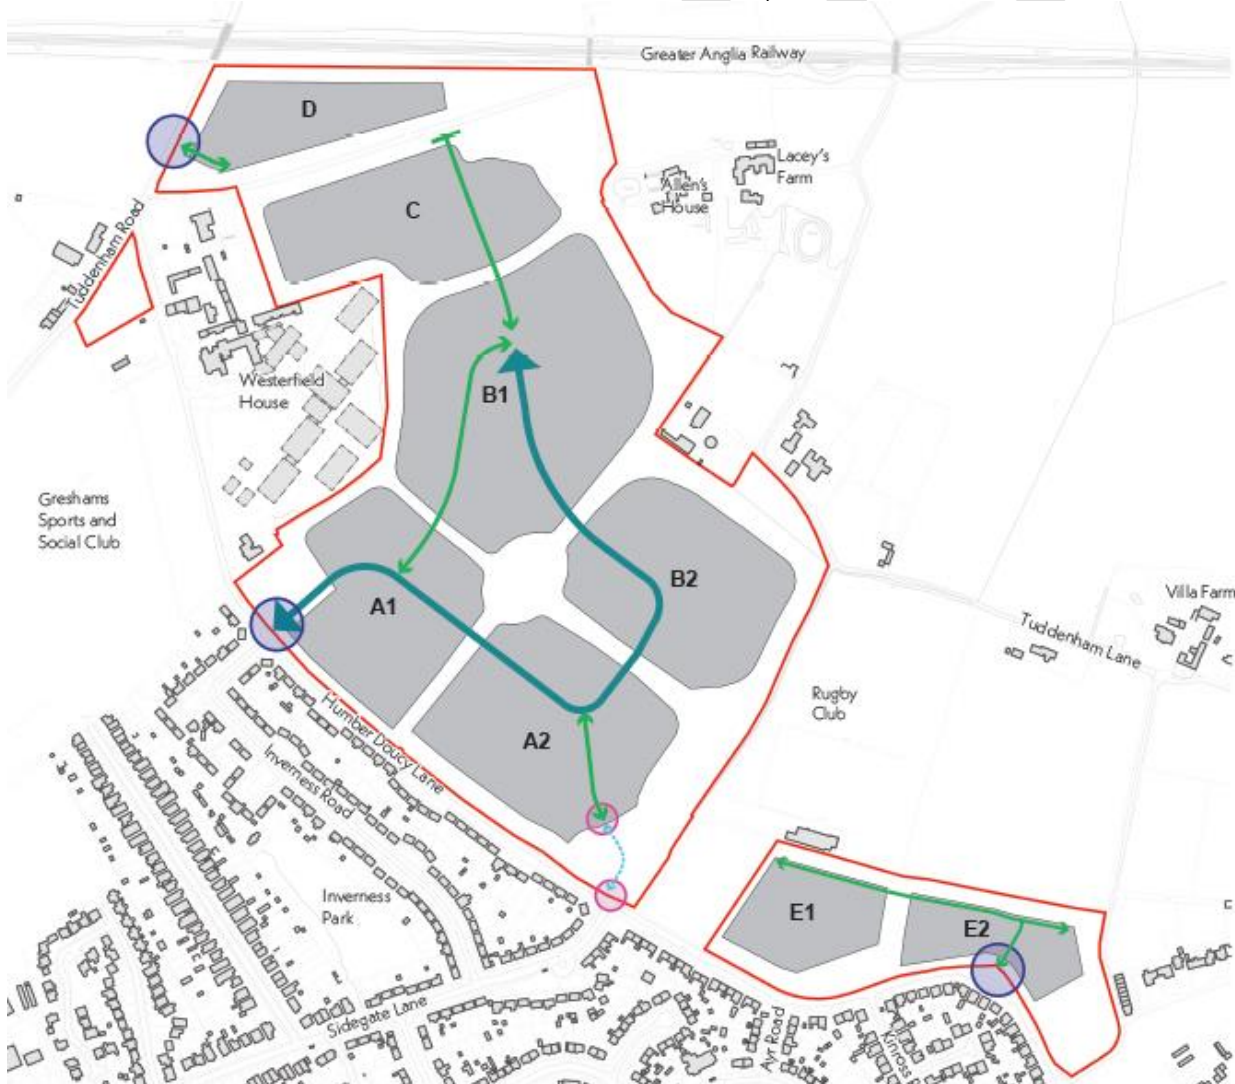 Greater Anglia Railway
D
Lacey's
Farm
Allen's
House
C
Tuddenham Road
Westerfield
House
B1
Greshams
Sports and
Social Club
B2
A1
Villa Farm
Tuddenham Lane
Rugby
Club
Humber Doucy Lane
A2
Inverness Road
Inverness
Park
E1
E2
Sidegate Lane
Ayr Road
Kinross